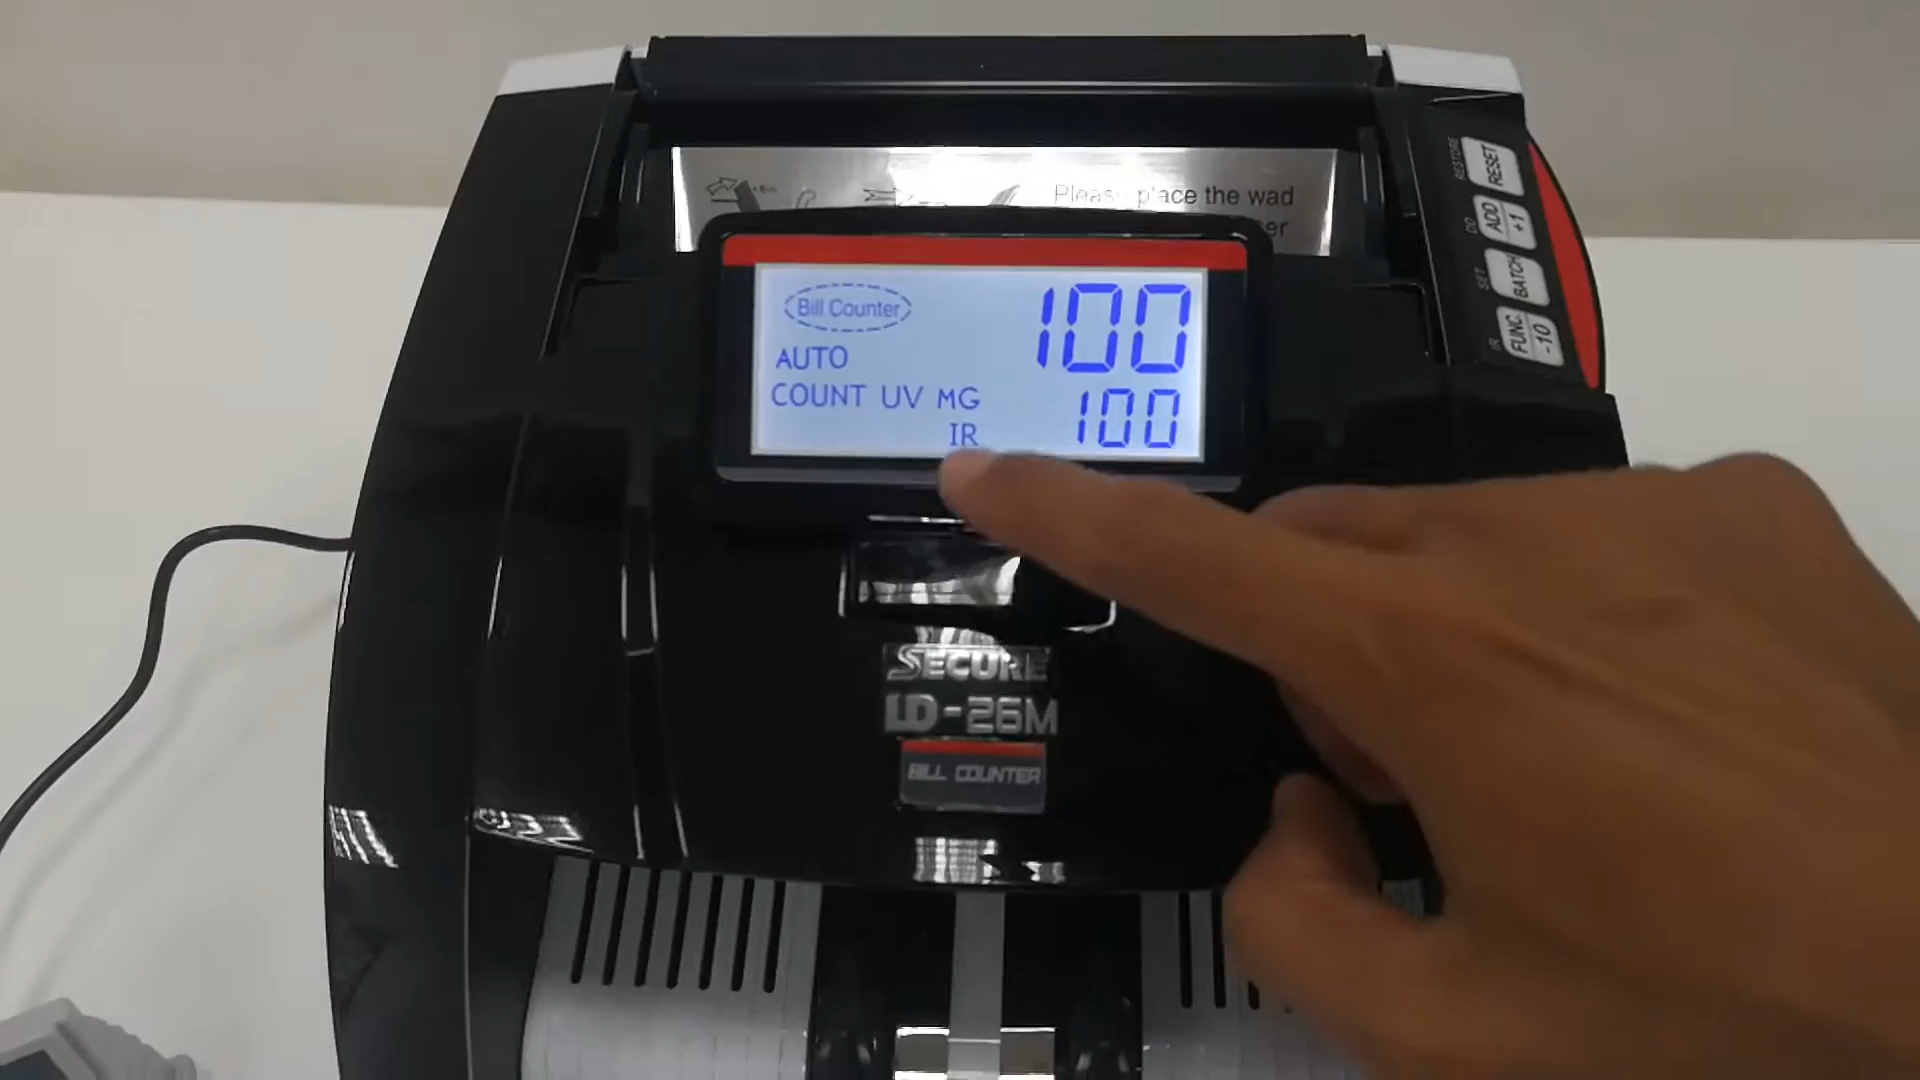 Please place the wad
Bill Counter
100
AUTO
COUNT UV MG
100
IR
RESTORE
RESET
DD
ADD
+1
SET
BATCH
IR
FUNC.
-10
SECURE
LD-26M
BILL COUNTER